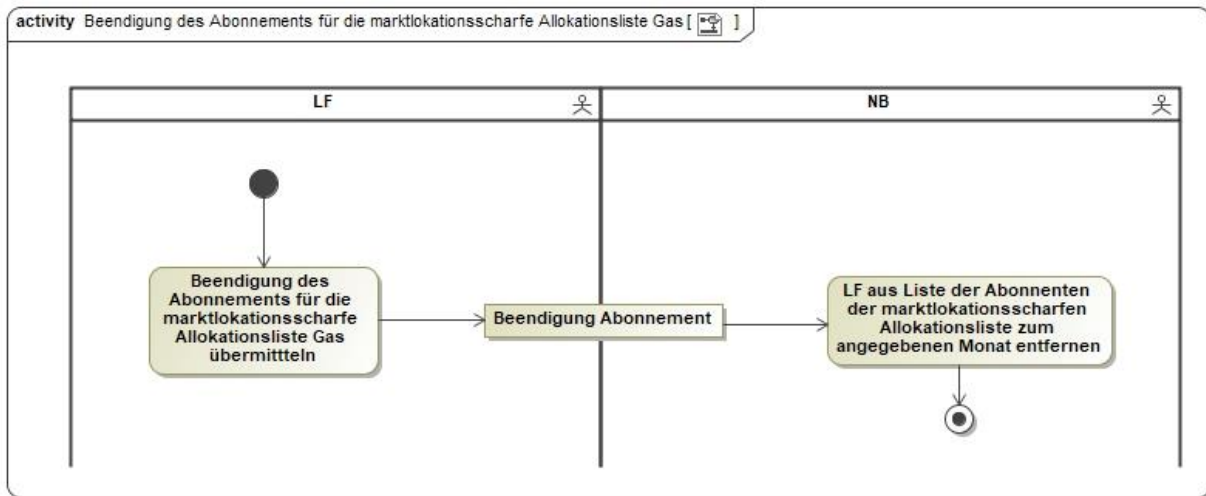 activity Beendigung des Abonnements für die marktlokationsscharfe Allokationsliste Gas [ ]
LF
NB
Beendigung des
Abonnements für die
marktlokationsscharfe
Allokationsliste Gas
übermittteln
Beendigung Abonnement
LF aus Liste der Abonnenten
der marktlokationsscharfen
Allokationsliste zum
angegebenen Monat entfernen